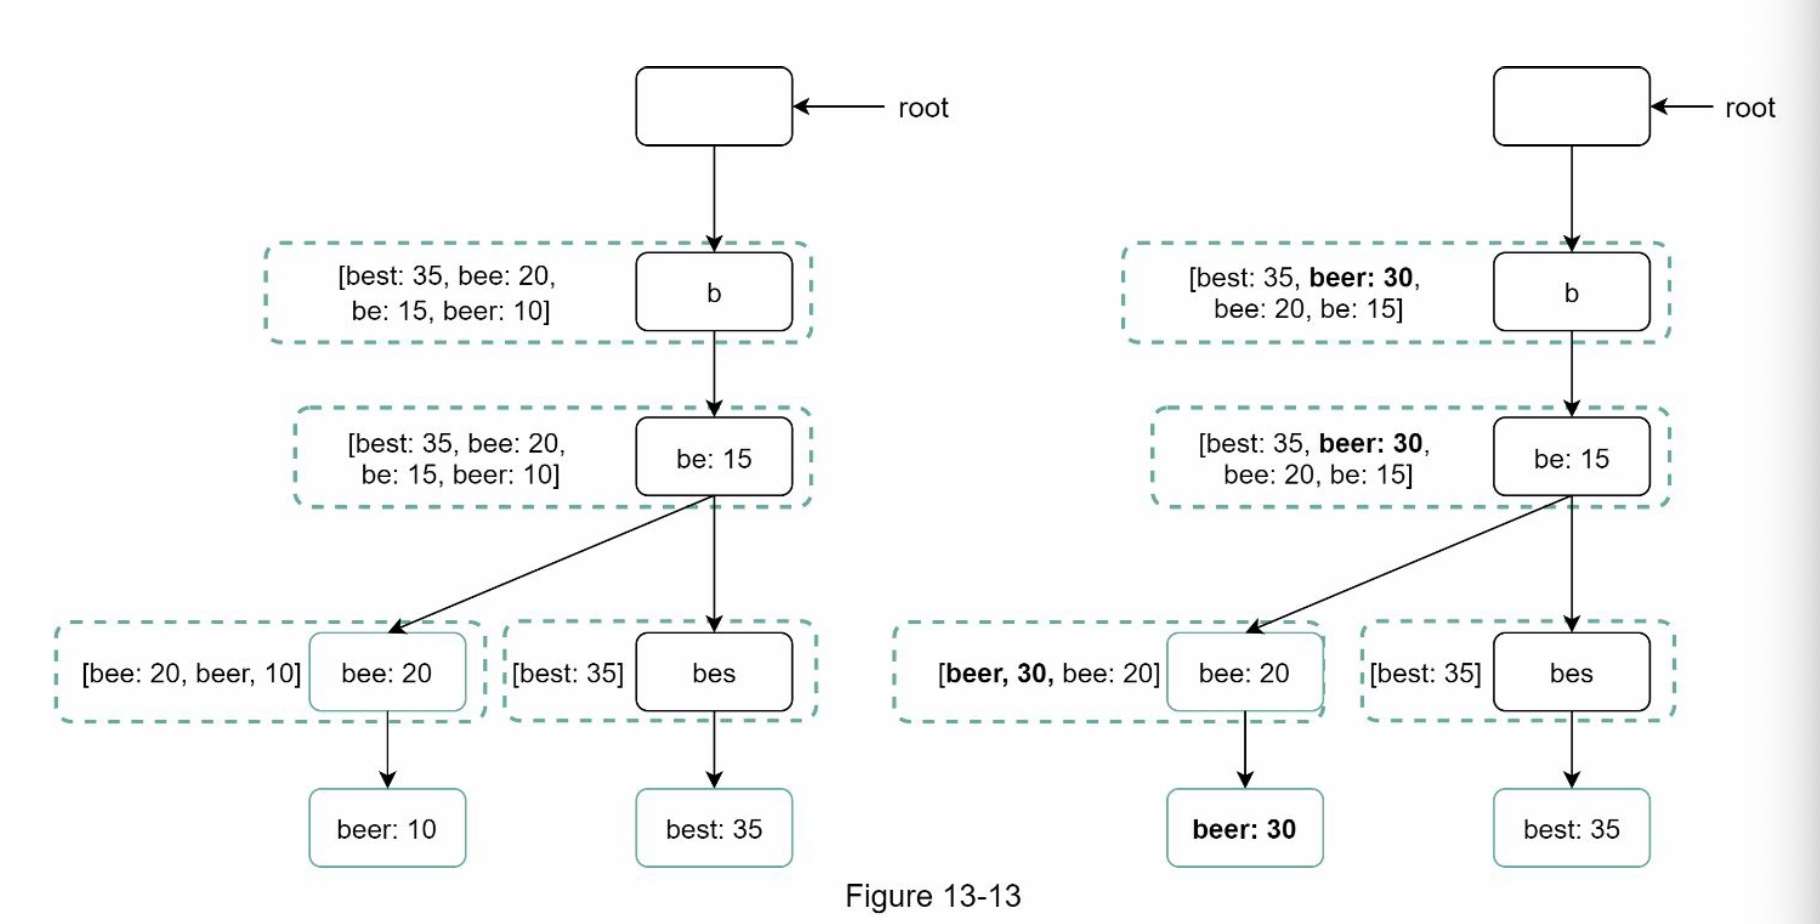 root
root
[best: 35, bee: 20,
be: 15, beer: 10]
b
[best: 35, beer: 30,
bee: 20, be: 15]
b
[best: 35, bee: 20,
be: 15, beer: 10]
be: 15
[best: 35, beer: 30,
bee: 20, be: 15]
be: 15
[bee: 20, beer, 10]
bee: 20
[best: 35]
bes
[beer, 30, bee: 20]
bee: 20
[best: 35]
bes
beer: 10
best: 35
beer: 30
best: 35
Figure 13-13